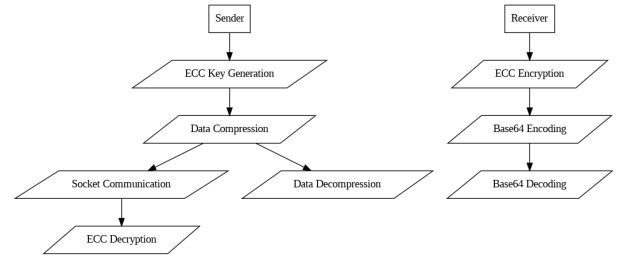 Sender
Receiver
ECC Key Generation
ECC Encryption
Data Compression
Base64 Encoding
Socket Communication
Data Decompression
Base64 Decoding
ECC Decryption